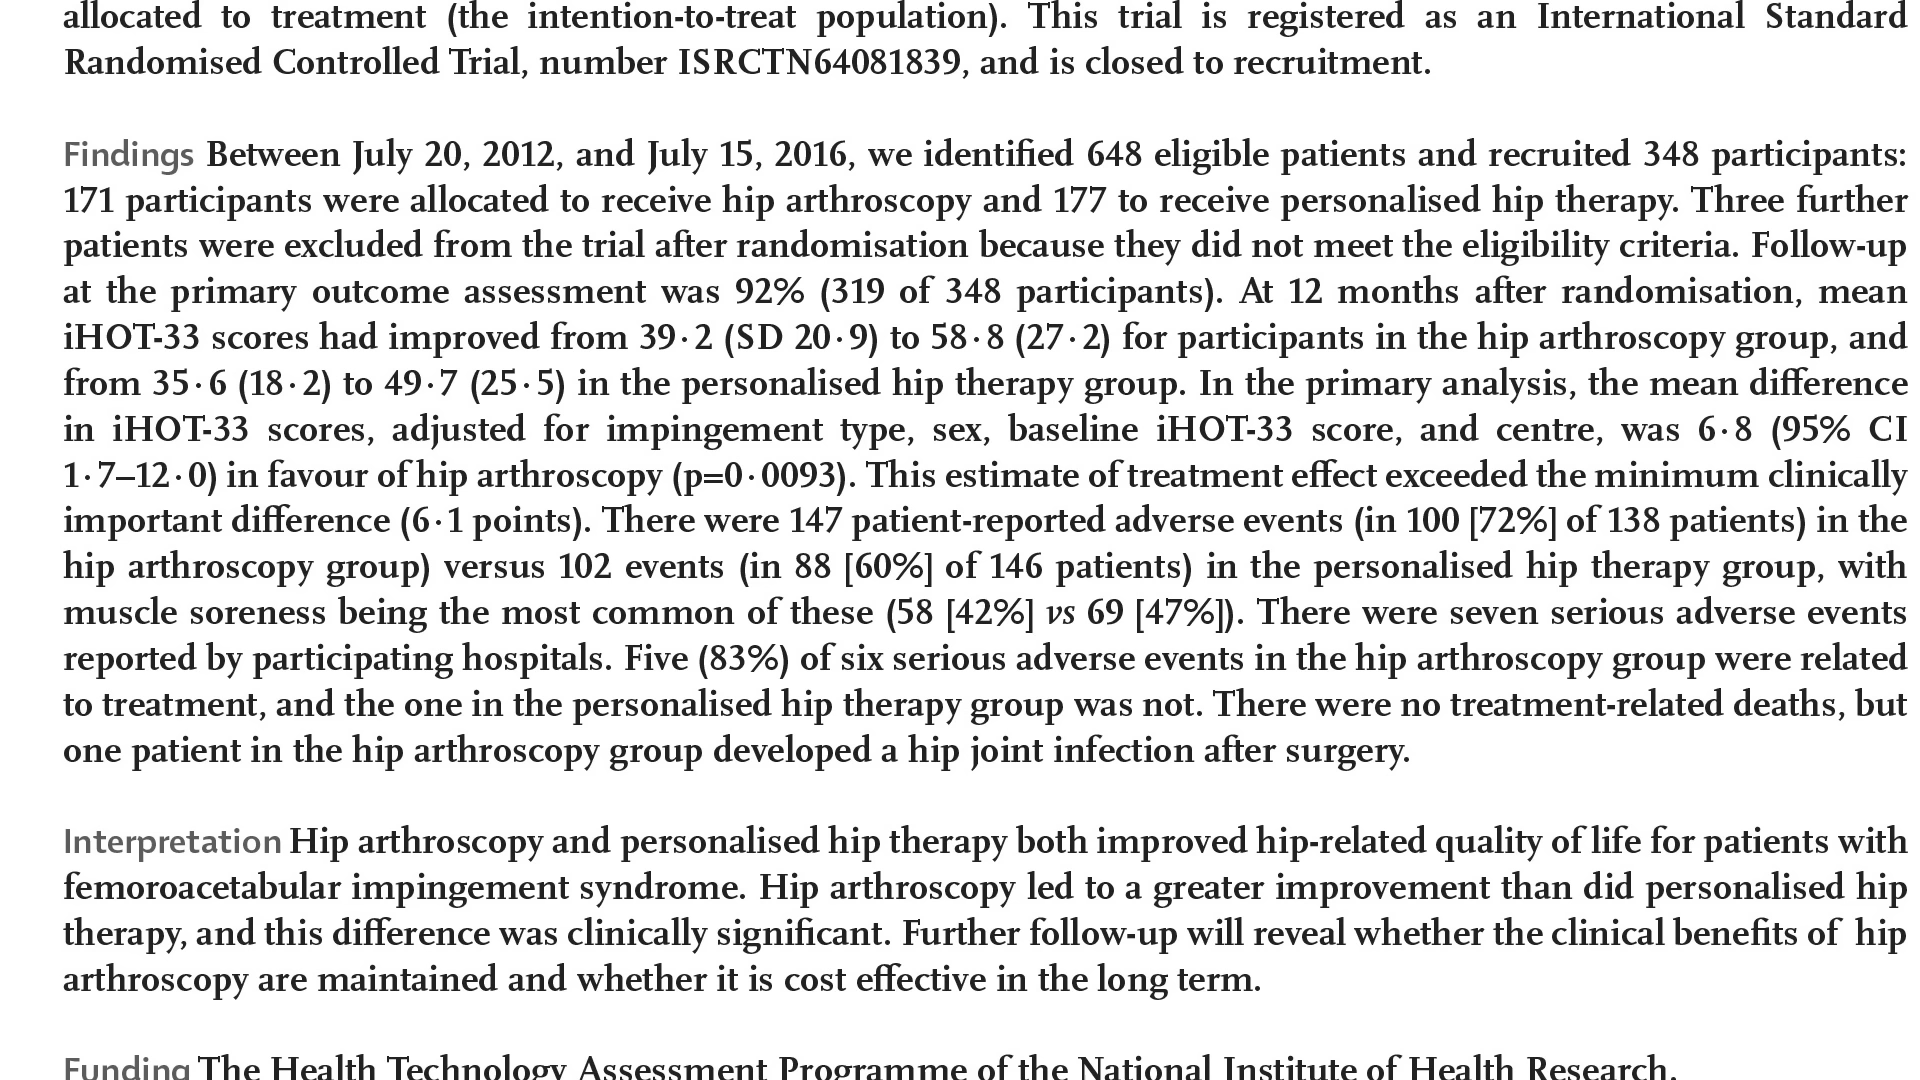 allocated to treatment (the intention-to-treat population). This trial is registered as an International Standard
Randomised Controlled Trial, number ISRCTN64081839, and is closed to recruitment.
Findings Between July 20, 2012, and July 15, 2016, we identified 648 eligible patients and recruited 348 participants:
171 participants were allocated to receive hip arthroscopy and 177 to receive personalised hip therapy. Three further
patients were excluded from the trial after randomisation because they did not meet the eligibility criteria. Follow-up
at the primary outcome assessment was 92% (319 of 348 participants). At 12 months after randomisation, mean
iHOT-33 scores had improved from 39·2 (SD 20·9) to 58·8 (27·2) for participants in the hip arthroscopy group, and
from 35·6 (18·2) to 49·7 (25·5) in the personalised hip therapy group. In the primary analysis, the mean difference
in iHOT-33 scores, adjusted for impingement type, sex, baseline iHOT-33 score, and centre, was 6·8 (95% CI
1·7–12·0) in favour of hip arthroscopy (p=0·0093). This estimate of treatment effect exceeded the minimum clinically
important difference (6·1 points). There were 147 patient-reported adverse events (in 100 [72%] of 138 patients) in the
hip arthroscopy group) versus 102 events (in 88 [60%] of 146 patients) in the personalised hip therapy group, with
muscle soreness being the most common of these (58 [42%] vs 69 [47%]). There were seven serious adverse events
reported by participating hospitals. Five (83%) of six serious adverse events in the hip arthroscopy group were related
to treatment, and the one in the personalised hip therapy group was not. There were no treatment-related deaths, but
one patient in the hip arthroscopy group developed a hip joint infection after surgery.
Interpretation Hip arthroscopy and personalised hip therapy both improved hip-related quality of life for patients with
femoroacetabular impingement syndrome. Hip arthroscopy led to a greater improvement than did personalised hip
therapy, and this difference was clinically significant. Further follow-up will reveal whether the clinical benefits of hip
arthroscopy are maintained and whether it is cost effective in the long term.
Funding The Health Technology Assessment Programme of the National Institute of Health Research.